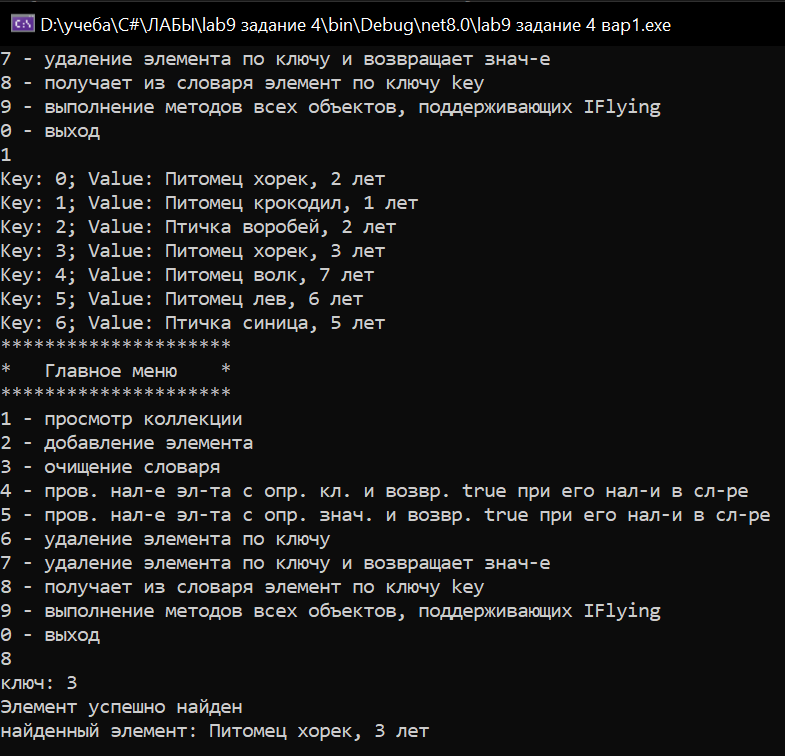 D:\учеба\C#\ЛАБЫ\lab9 задание 4\bin\Debug\net8.0\lab9 задание 4 вар1.exe
7 - удаление элемента по ключу и возвращает знач-е
8 - получает из словаря элемент по ключу key
9 - выполнение методов всех объектов, поддерживающих IFlying
0 - выход
1
Key: 0; Value: Питомец хорек, 2 лет
Key: 1; Value: Питомец крокодил, 1 лет
Key: 2; Value: Птичка воробей, 2 лет
Key: 3; Value: Питомец хорек, 3 лет
Key: 4; Value: Питомец волк, 7 лет
Key: 5; Value: Питомец лев, 6 лет
Key: 6; Value: Птичка синица, 5 лет
*********************
*   Главное меню    *
*********************
1 - просмотр коллекции
2 - добавление элемента
3 - очищение словаря
4 - пров. нал-е эл-та с опр. кл. и возвр. true при его нал-и в сл-ре
5 - пров. нал-е эл-та с опр. знач. и возвр. true при его нал-и в сл-ре
6 - удаление элемента по ключу
7 - удаление элемента по ключу и возвращает знач-е
8 - получает из словаря элемент по ключу key
9 - выполнение методов всех объектов, поддерживающих IFlying
0 - выход
8
ключ: 3
Элемент успешно найден
найденный элемент: Питомец хорек, 3 лет